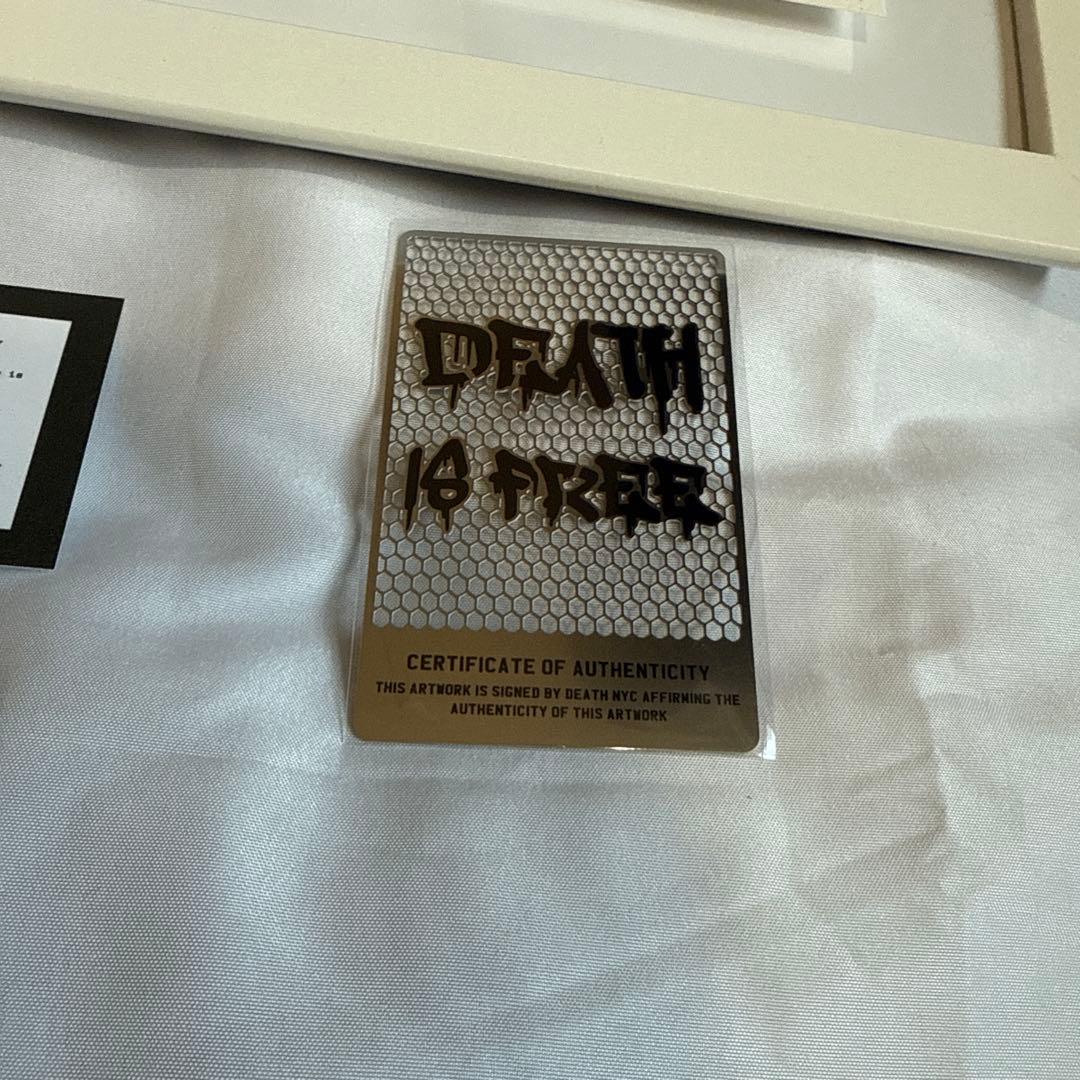 DEATH
IS FREE
CERTIFICATE OF AUTHENTICITY
THIS ARTWORK IS SIGNED BY DEATH NYC AFFIRMING THE
AUTHENTICITY OF THIS ARTWORK
is